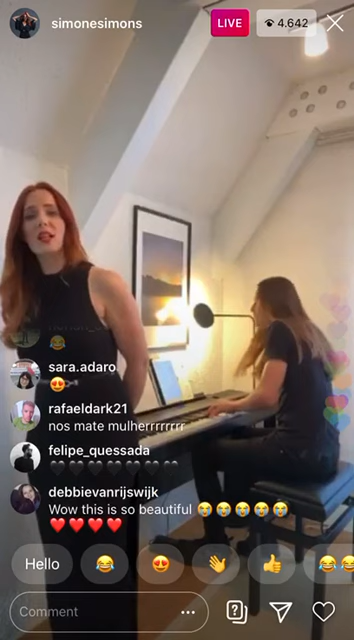 simonesimons
LIVE
4.642
😂
sara.adaro
😍
rafaeldark21
nos mate mulherrrrrrrr
felipe_quessada
🖤🖤🖤🖤🖤🖤🖤🖤
debbievanrijswijk
Wow this is so beautiful 😭😭😭😭😭
❤️❤️❤️❤️
Hello 😂 😍 👋 👍 😂😂
Comment